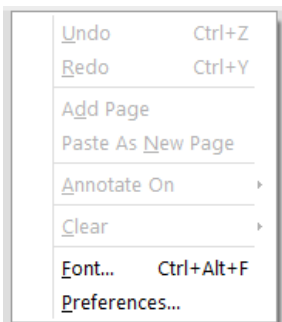 Undo Ctrl+Z
Redo Ctrl+Y
Add Page
Paste As New Page
Annotate On
Clear
Font... Ctrl+Alt+F
Preferences...